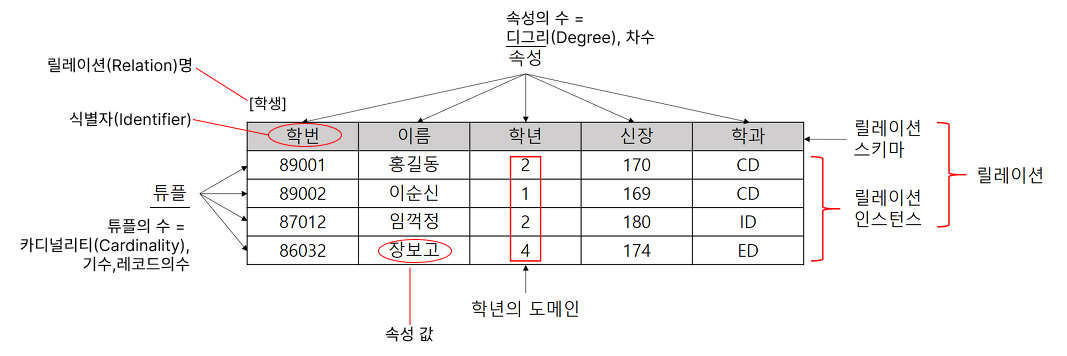 속성의 수 =
디그리(Degree), 차수
속성
릴레이션(Relation)명
[학생]
식별자(Identifier)
학번 이름 학년 신장 학과
89001 홍길동 2 170 CD
89002 이순신 1 169 CD
87012 임꺽정 2 180 ID
86032 장보고 4 174 ED
릴레이션
스키마
릴레이션
인스턴스
릴레이션
튜플
튜플의 수 =
카디널리티(Cardinality),
기수,레코드의수
학년의 도메인
속성 값